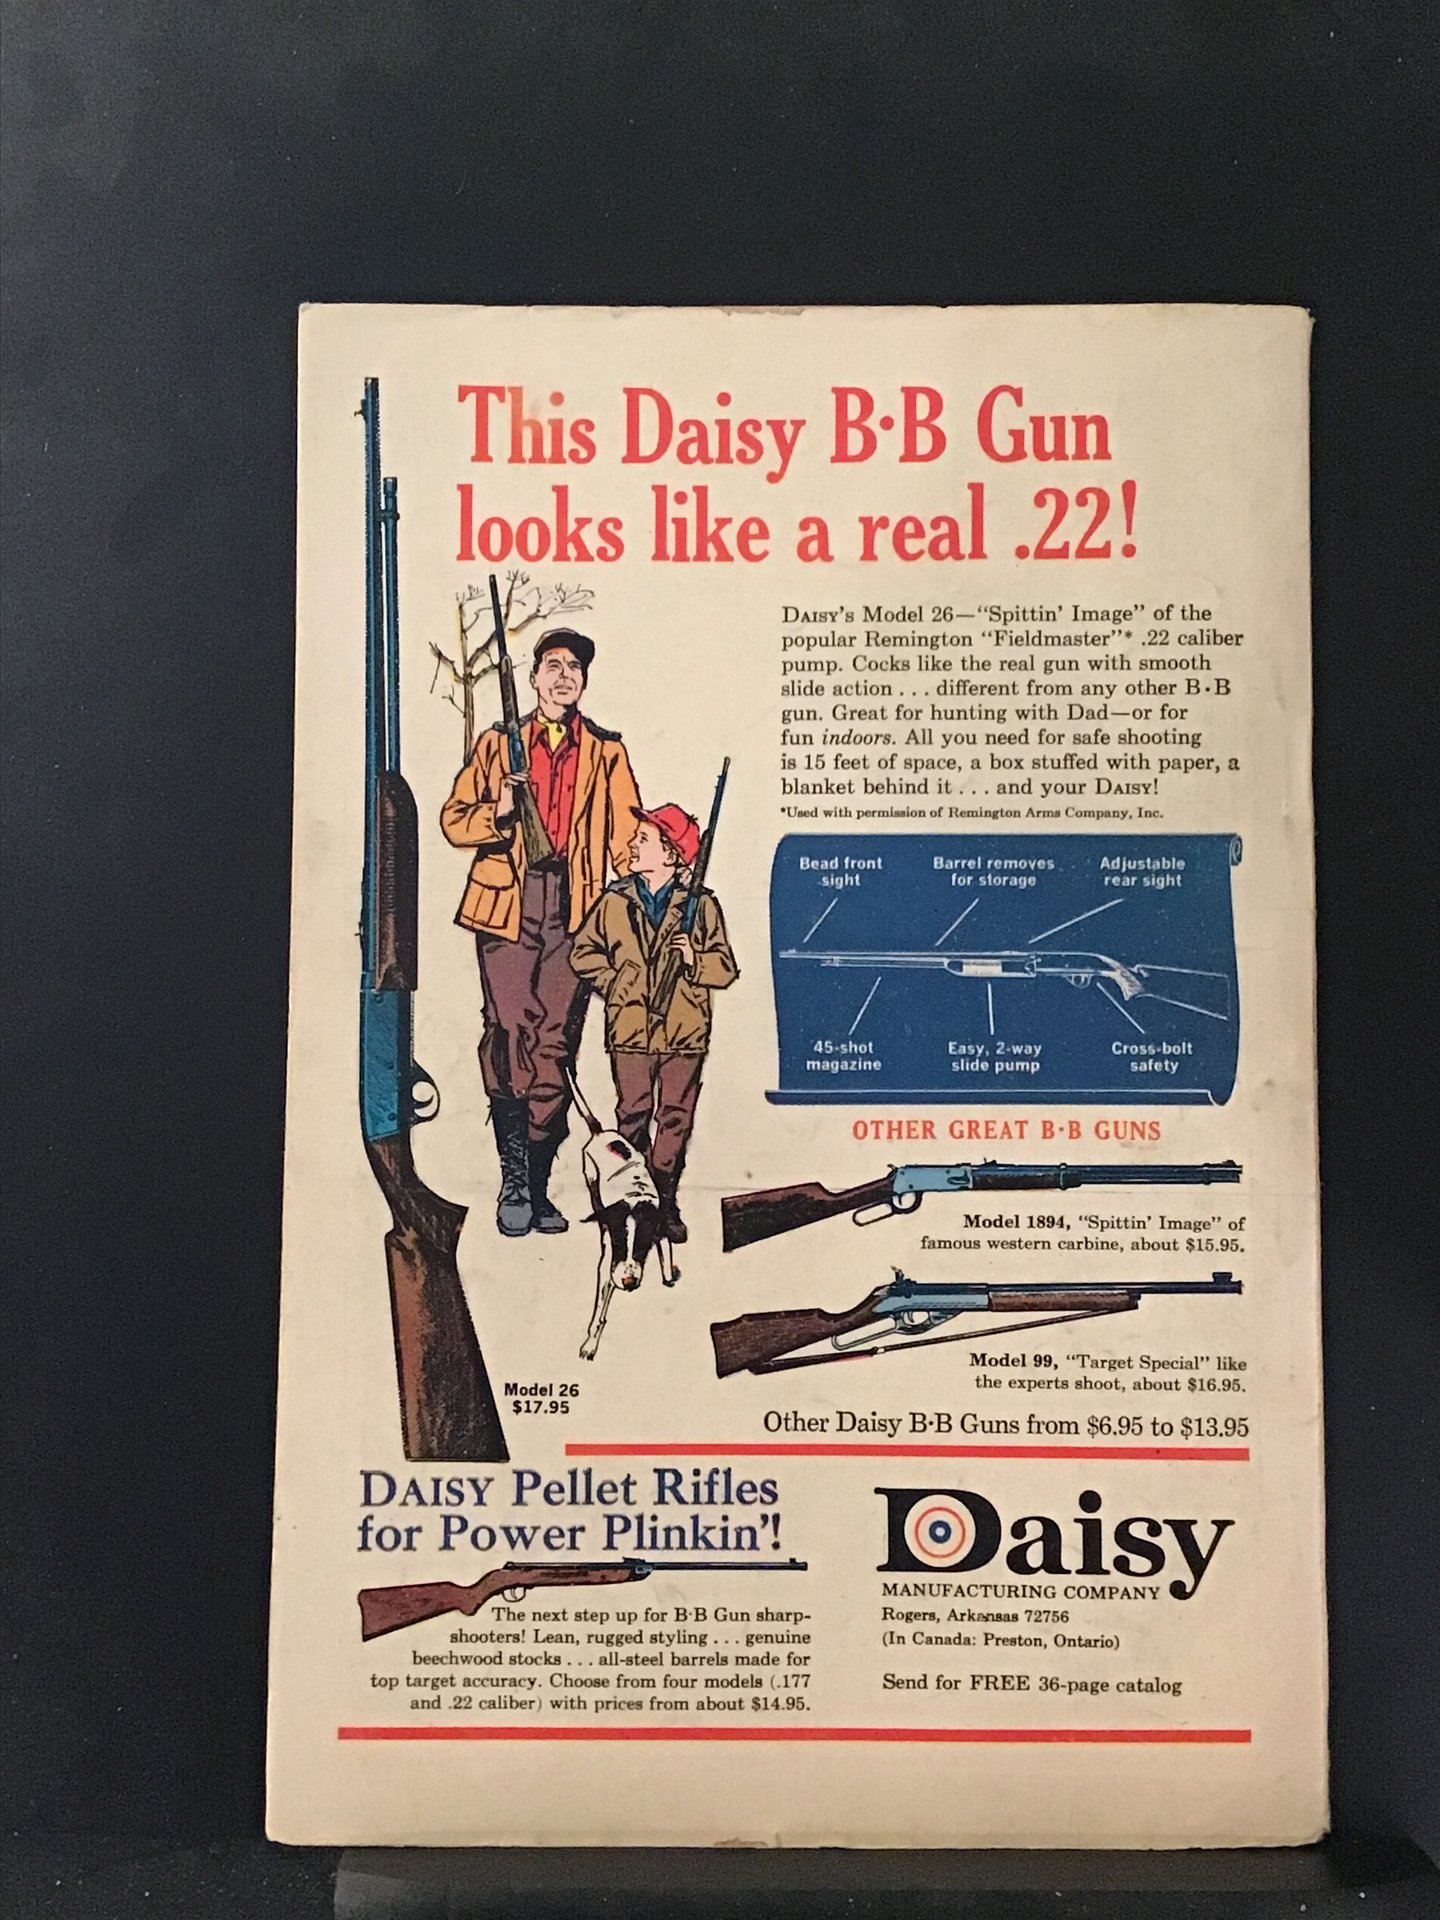 This Daisy B·B Gun
looks like a real .22!
DAISY'S Model 26—"Spittin' Image" of the
popular Remington "Fieldmaster"* .22 caliber
pump. Cocks like the real gun with smooth
slide action . . . different from any other B·B
gun. Great for hunting with Dad—or for
fun indoors. All you need for safe shooting
is 15 feet of space, a box stuffed with paper, a
blanket behind it . . . and your DAISY!
*Used with permission of Remington Arms Company, Inc.
Bead front
sight
Barrel removes
for storage
Adjustable
rear sight
45-shot
magazine
Easy, 2-way
slide pump
Cross-bolt
safety
OTHER GREAT B·B GUNS
Model 1894, "Spittin' Image" of
famous western carbine, about $15.95.
Model 99, "Target Special" like
the experts shoot, about $16.95.
Model 26
$17.95
Other Daisy B·B Guns from $6.95 to $13.95
DAISY Pellet Rifles
for Power Plinkin'!
The next step up for B·B Gun sharp-
shooters! Lean, rugged styling . . . genuine
beechwood stocks . . . all-steel barrels made for
top target accuracy. Choose from four models (.177
and .22 caliber) with prices from about $14.95.
Daisy
MANUFACTURING COMPANY
Rogers, Arkansas 72756
(In Canada: Preston, Ontario)
Send for FREE 36-page catalog